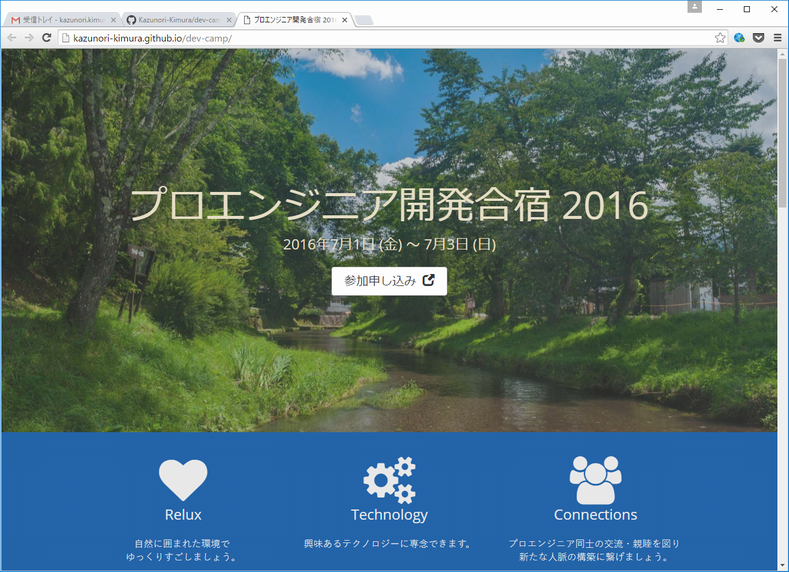 受信トレイ - kazunori.kim
Kazunori-Kimura/dev-cam
プロエンジニア開発合宿 201
kazunori-kimura.github.io/dev-camp/
プロエンジニア開発合宿 2016
2016年7月1日 (金) ～ 7月3日 (日)
参加申し込み
Relux
Technology
Connections
自然に囲まれた環境で
ゆっくりすごしましょう。
興味あるテクノロジーに専念できます。
プロエンジニア同士の交流・親睦を図り
新たな人脈の構築に繋げましょう。